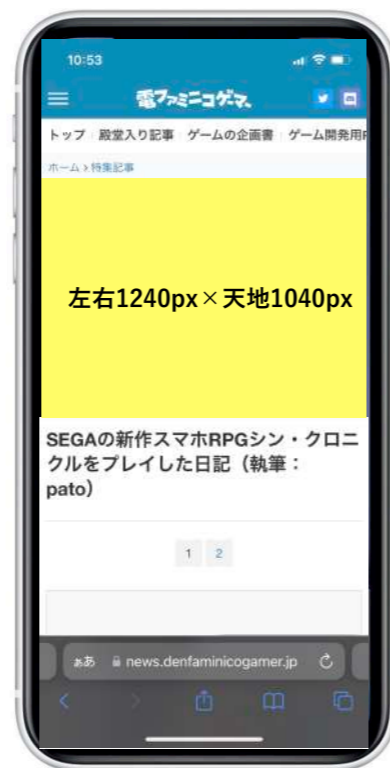 10:53
電ファミニコゲーマー
トップ 殿堂入り記事 ゲームの企画書 ゲーム開発用
ホーム > 特集記事
左右1240px×天地1040px
SEGAの新作スマホRPGシン・クロニ
クルをプレイした日記（執筆：
pato）
1 2
ぁあ news.denfaminicogamer.jp